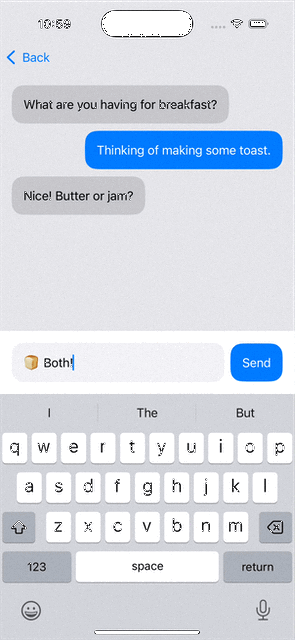 10:59
Back
What are you having for breakfast?
Thinking of making some toast.
Nice! Butter or jam?
🍞 Both!
Send
I The But
q w e r t y u i o p
a s d f g h j k l
z x c v b n m
123 space return